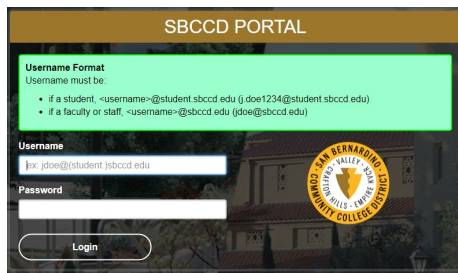 SBCCD PORTAL
Username Format
Username must be:
if a student, <username>@student.sbccd.edu (j.doe1234@student.sbccd.edu)
if a faculty or staff, <username>@sbccd.edu (jdoe@sbccd.edu)
Username
ex: jdoe@(student.)sbccd.edu
Password
Login
SAN BERNARDINO
COMMUNITY COLLEGE DISTRICT
VALLEY · KVCR
CRAFTON HILLS · EMPIRE